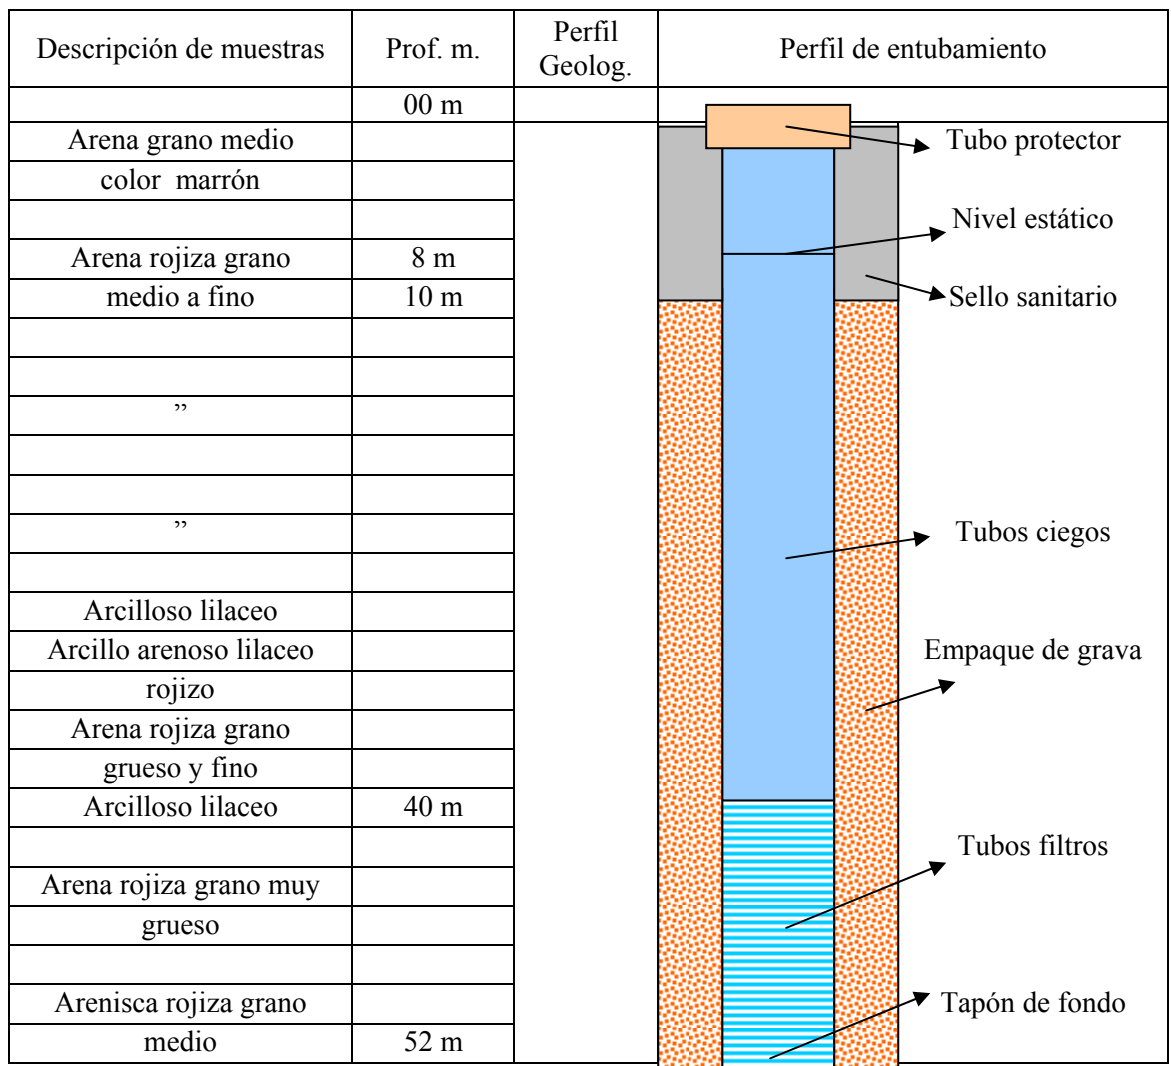 Descripción de muestras Prof. m. Perfil Geolog. Perfil de entubamiento
00 m
Arena grano medio Tubo protector
color marrón
Nivel estático
Arena rojiza grano 8 m
medio a fino 10 m Sello sanitario
”
” Tubos ciegos
Arcilloso lilaceo
Arcillo arenoso lilaceo Empaque de grava
rojizo
Arena rojiza grano
grueso y fino
Arcilloso lilaceo 40 m
Tubos filtros
Arena rojiza grano muy
grueso
Arenisca rojiza grano Tapón de fondo
medio 52 m